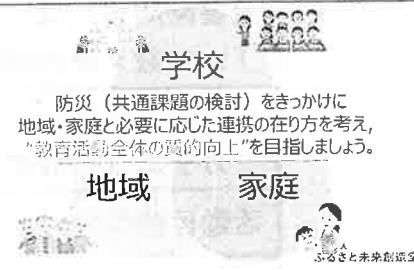 学校
防災（共通課題の検討）をきっかけに
地域・家庭と必要に応じた連携の在り方を考え，
“教育活動全体の質的向上”を目指しましょう。
地域　家庭
ふるさと未来創造